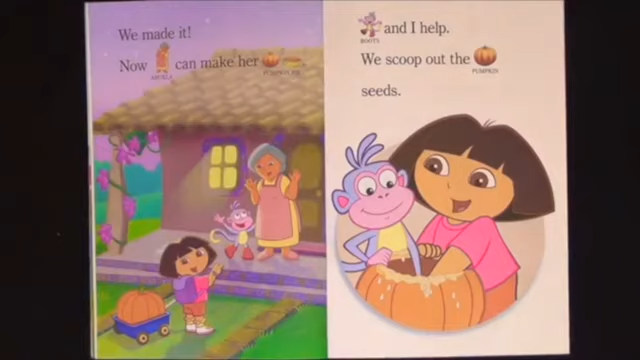 We made it!
Now can make her
ABUELA
PUMPKIN PIE
and I help.
BOOTS
We scoop out the
PUMPKIN
seeds.